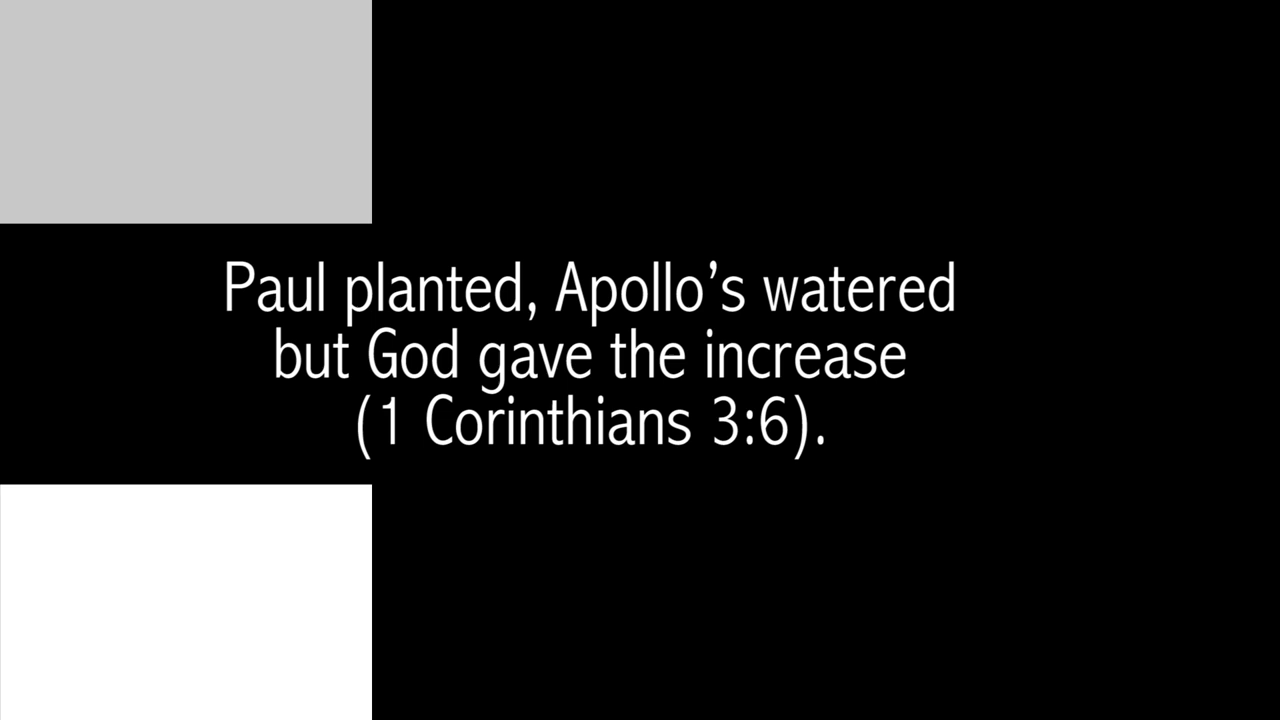 Paul planted, Apollo’s watered
but God gave the increase
(1 Corinthians 3:6).